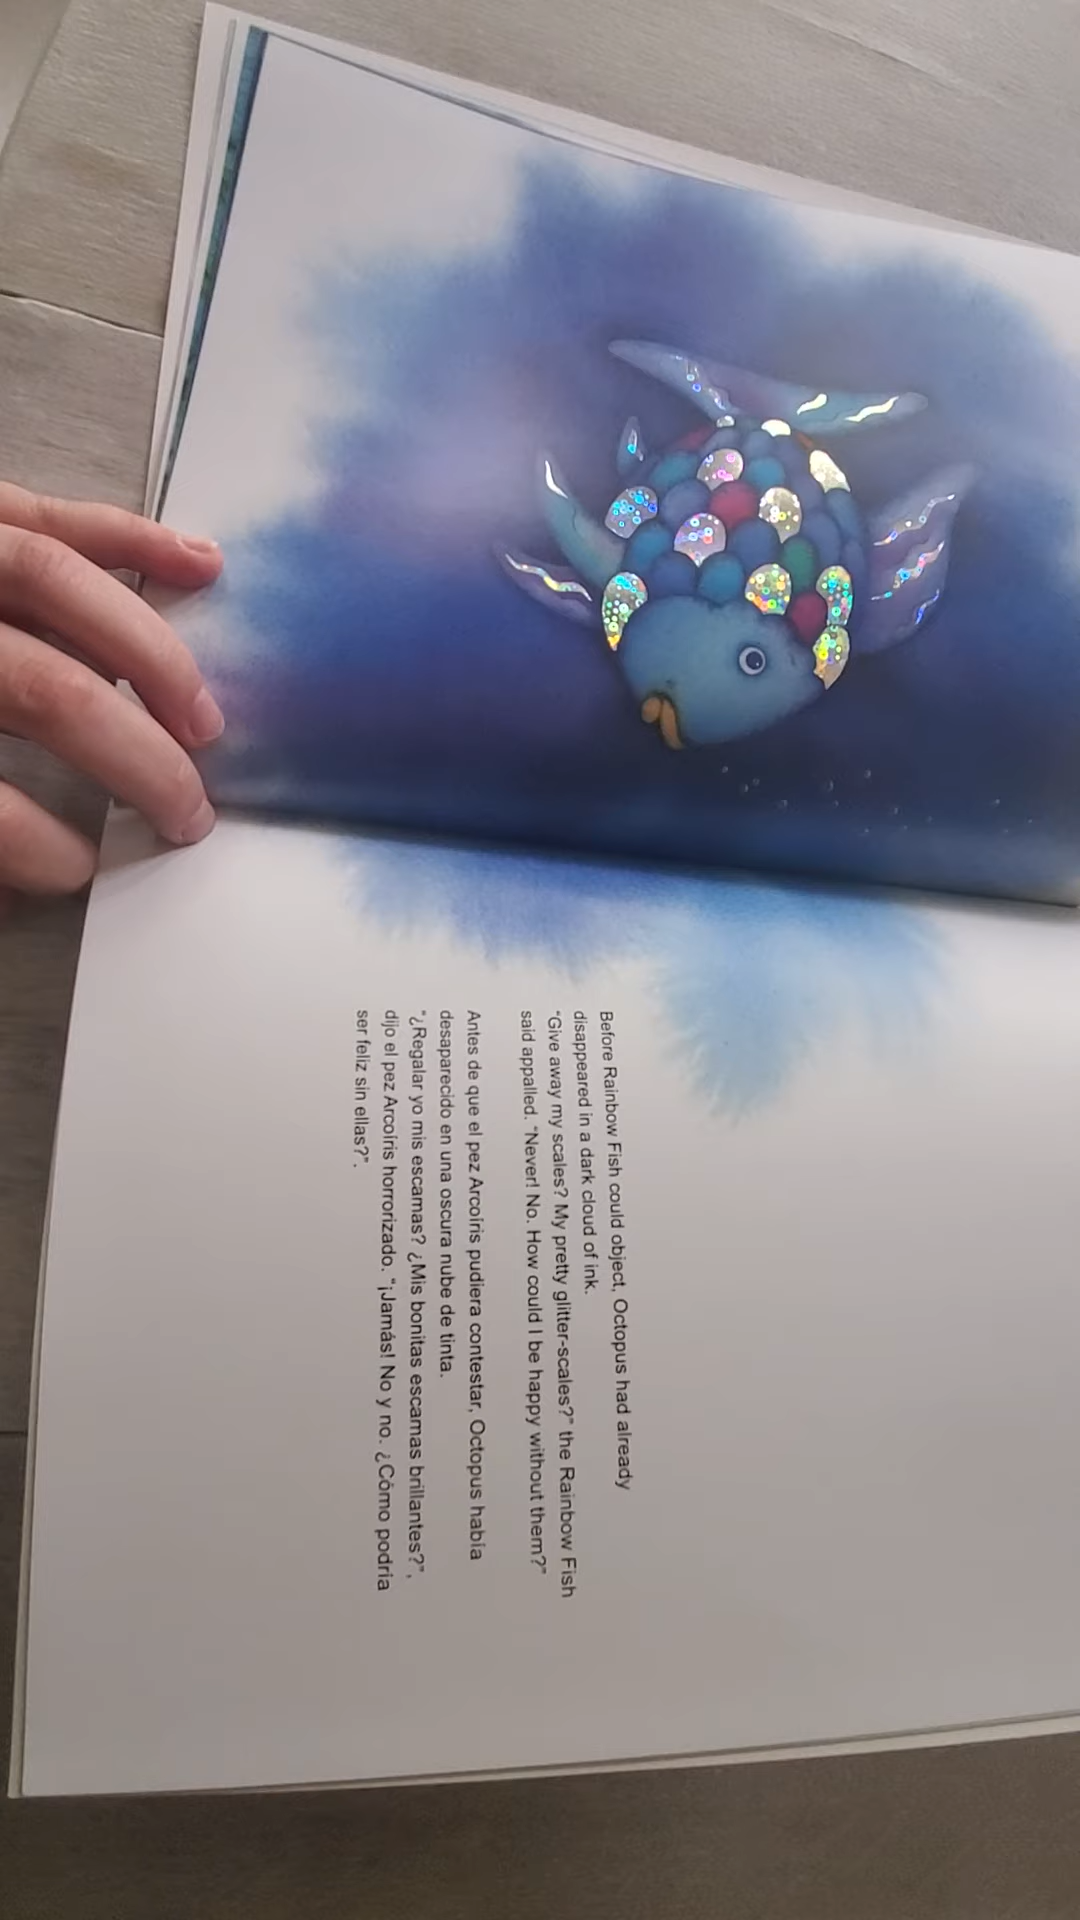 Before Rainbow Fish could object, Octopus had already
disappeared in a dark cloud of ink.
“Give away my scales? My pretty glitter-scales?” the Rainbow Fish
said appalled. “Never! No. How could I be happy without them?”
Antes de que el pez Arcoíris pudiera contestar, Octopus había
desaparecido en una oscura nube de tinta.
“¿Regalar yo mis escamas? ¿Mis bonitas escamas brillantes?”,
dijo el pez Arcoíris horrorizado. “¡Jamás! No y no. ¿Cómo podría
ser feliz sin ellas?”.